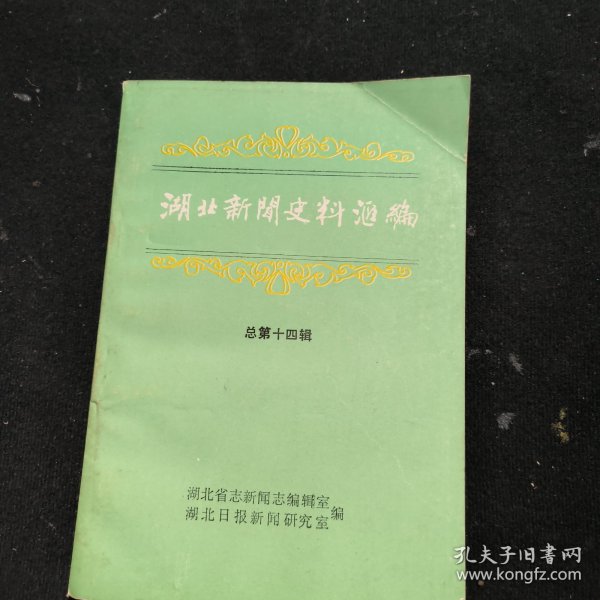 湖北新聞史料滙編
总第十四辑
湖北省志新闻志编辑室
湖北日报新闻研究室
编
孔夫子旧书网
www.kongfz.com